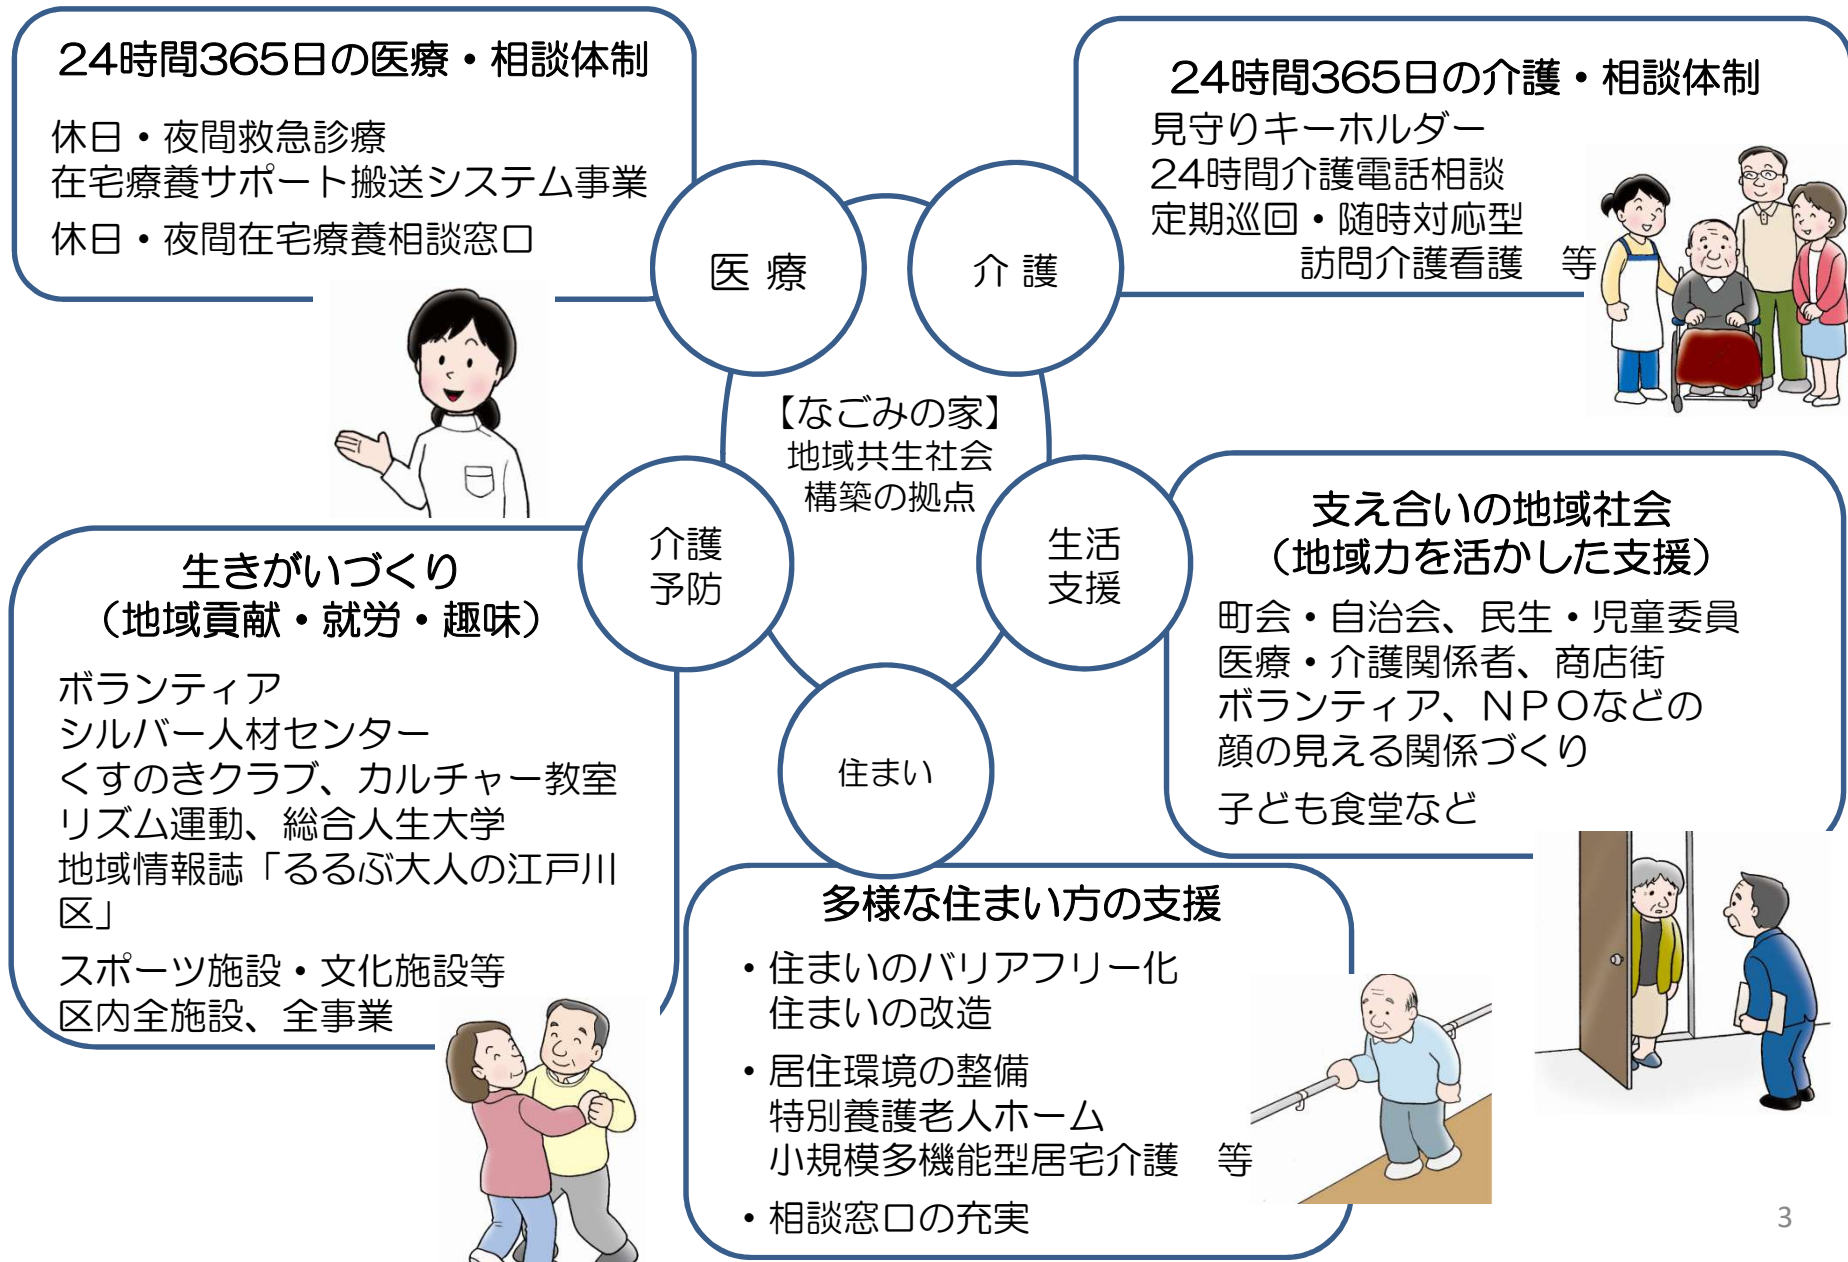 24時間365日の医療・相談体制
休日・夜間救急診療
在宅療養サポート搬送システム事業
休日・夜間在宅療養相談窓口
24時間365日の介護・相談体制
見守りキーホルダー
24時間介護電話相談
定期巡回・随時対応型
訪問介護看護　等
医 療
介 護
【なごみの家】
地域共生社会
構築の拠点
介護
予防
生活
支援
住まい
生きがいづくり
（地域貢献・就労・趣味）
ボランティア
シルバー人材センター
くすのきクラブ、カルチャー教室
リズム運動、総合人生大学
地域情報誌「るるぶ大人の江戸川
区」
スポーツ施設・文化施設等
区内全施設、全事業
支え合いの地域社会
（地域力を活かした支援）
町会・自治会、民生・児童委員
医療・介護関係者、商店街
ボランティア、ＮＰＯなどの
顔の見える関係づくり
子ども食堂など
多様な住まい方の支援
・住まいのバリアフリー化
住まいの改造
・居住環境の整備
特別養護老人ホーム
小規模多機能型居宅介護　等
・相談窓口の充実
3